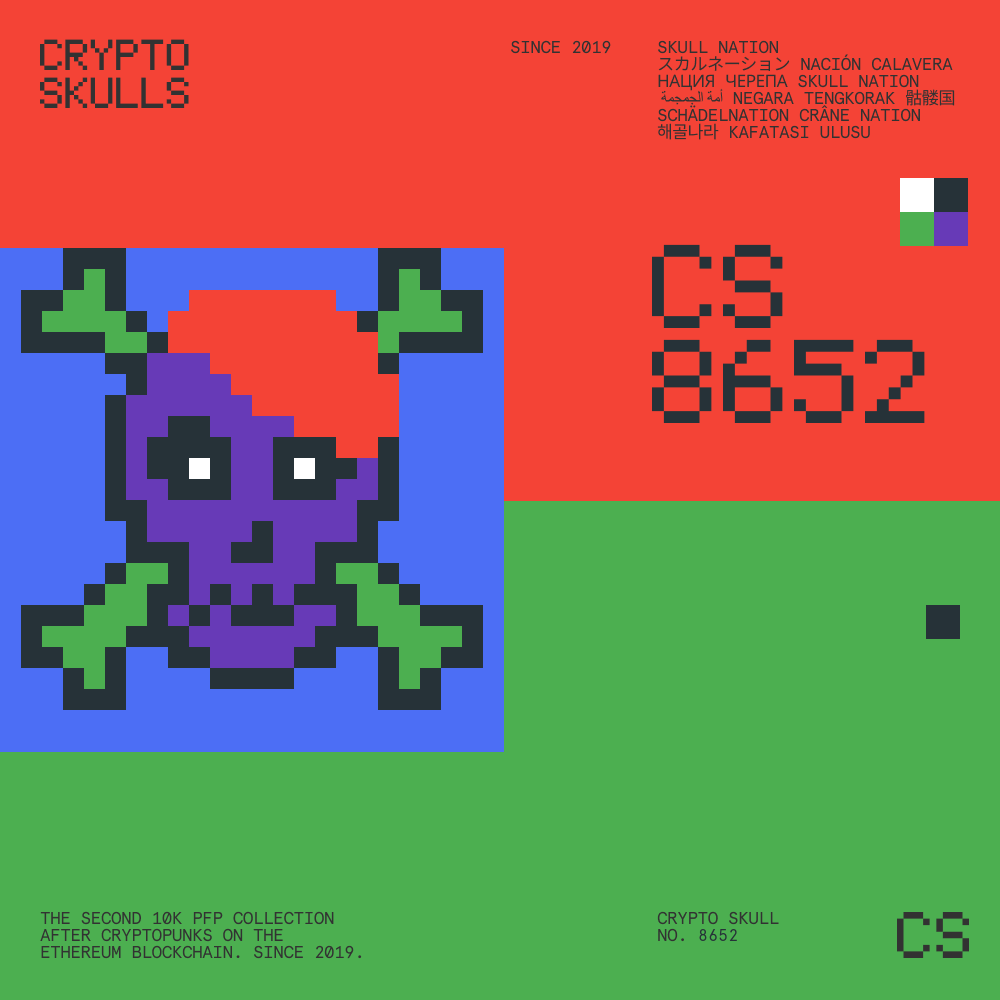 CRYPTO
SKULLS
SINCE 2019
SKULL NATION
スカルネーション NACIÓN CALAVERA
НАЦИЯ ЧЕРЕПА SKULL NATION
أمة الجمجمة NEGARA TENGKORAK 骷髅国
SCHÄDELNATION CRÂNE NATION
해골나라 KAFATASI ULUSU
CS
8652
THE SECOND 10K PFP COLLECTION
AFTER CRYPTOPUNKS ON THE
ETHEREUM BLOCKCHAIN. SINCE 2019.
CRYPTO SKULL
NO. 8652
CS